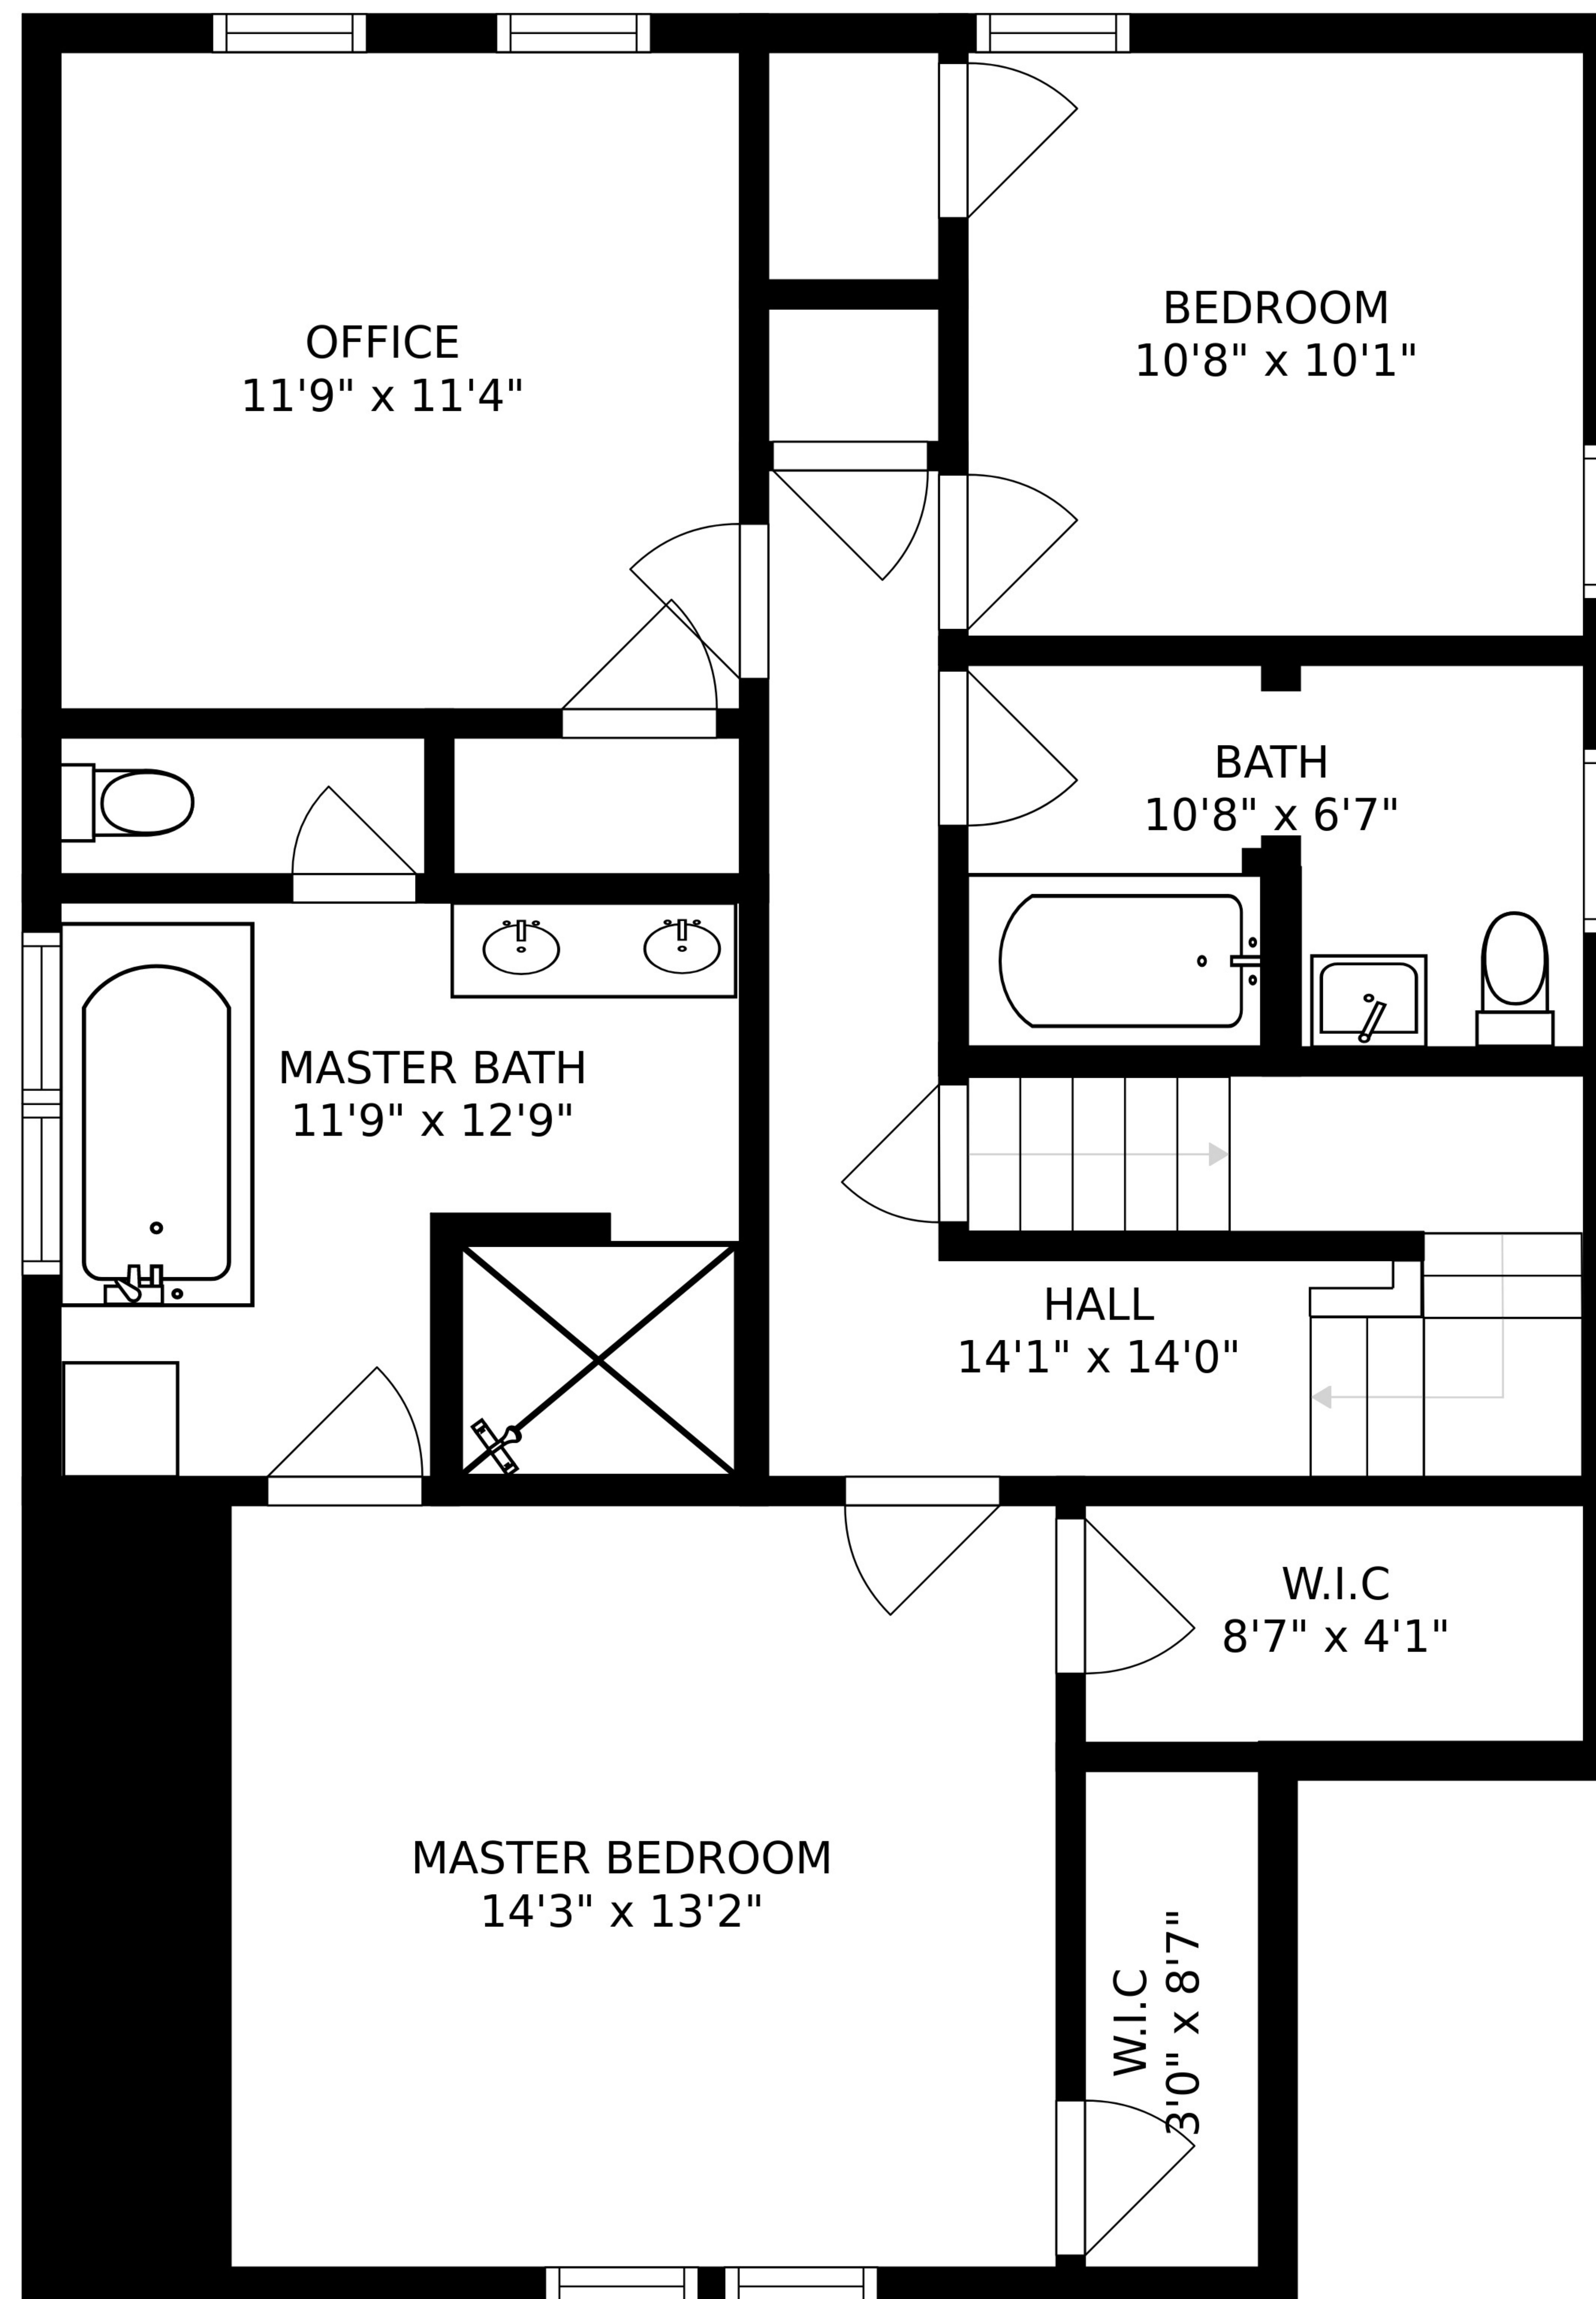 BEDROOM
10'8" x 10'1"
OFFICE
11'9" x 11'4"
BATH
10'8" x 6'7"
MASTER BATH
11'9" x 12'9"
HALL
14'1" x 14'0"
W.I.C
8'7" x 4'1"
MASTER BEDROOM
14'3" x 13'2"
W.I.C
3'0" x 8'7"